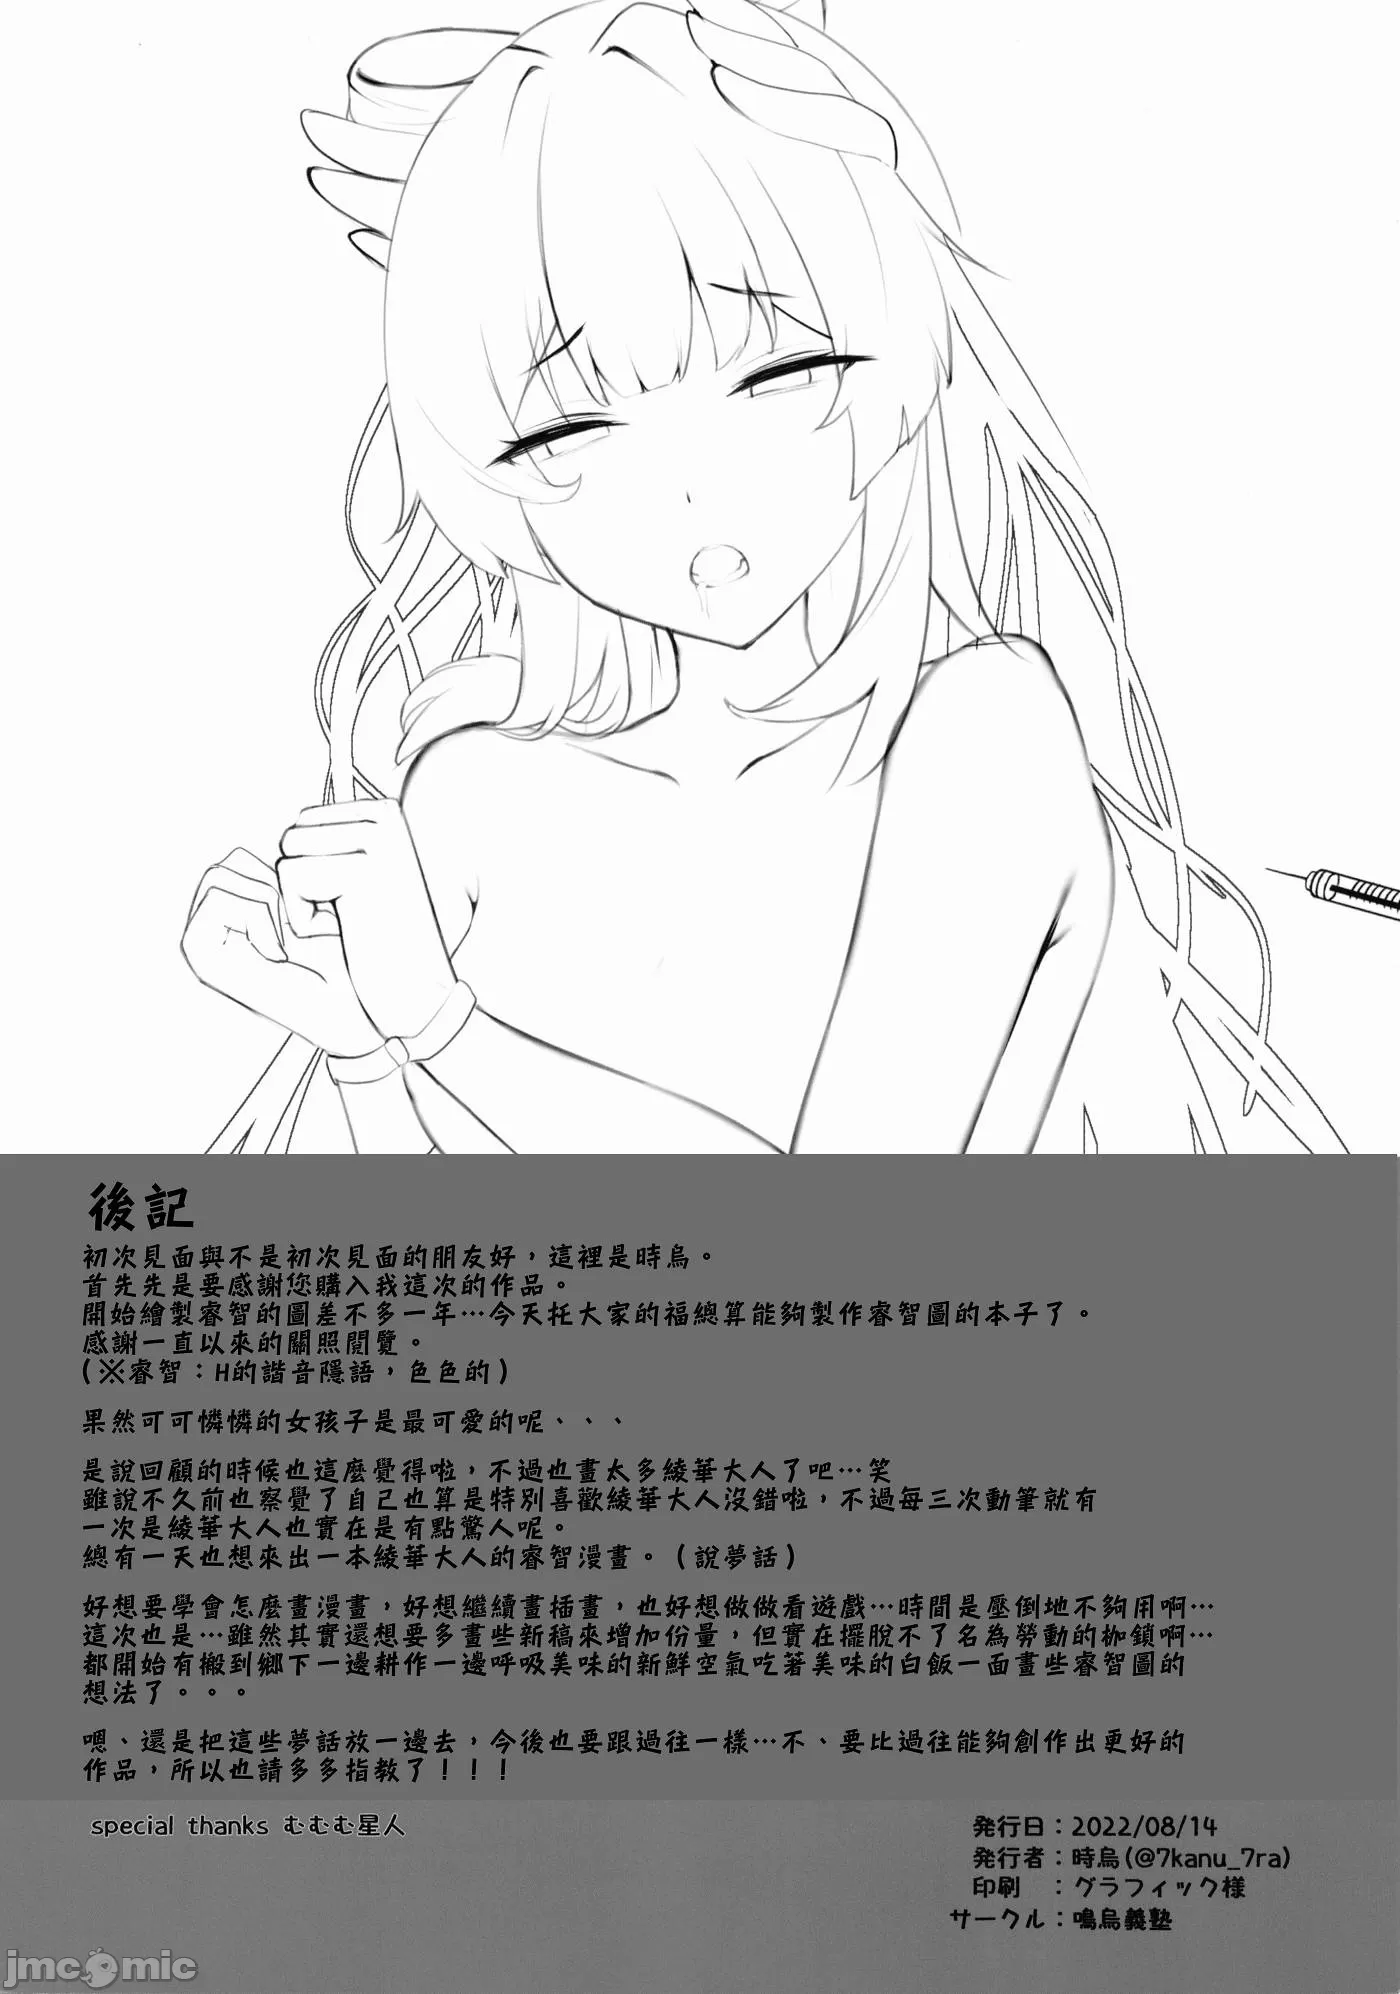 後記
初次見面與不是初次見面的朋友好，這裡是時烏。
首先先是要感謝您購入我這次的作品。
開始繪製睿智的圖差不多一年…今天托大家的福總算能夠製作睿智圖的本子了。
感謝一直以來的關照閱覽。
(※睿智：H的諧音隱語，色色的)
果然可可憐憐的女孩子是最可愛的呢、、、
是說回顧的時候也這麼覺得啦，不過也畫太多綾華大人了吧…笑
雖說不久前也察覺了自己也算是特別喜歡綾華大人沒錯啦，不過每三次動筆就有
一次是綾華大人也實在是有點驚人呢。
總有一天也想來出一本綾華大人的睿智漫畫。(說夢話)
好想要學會怎麼畫漫畫，好想繼續畫插畫，也好想做做看遊戲…時間是壓倒地不夠用啊…
這次也是…雖然其實還想要多畫些新稿來增加份量，但實在擺脫不了名為勞動的枷鎖啊…
都開始有搬到鄉下一邊耕作一邊呼吸美味的新鮮空氣吃著美味的白飯一面畫些睿智圖的
想法了。。。
嗯、還是把這些夢話放一邊去，今後也要跟過往一樣…不、要比過往能夠創作出更好的
作品，所以也請多多指教了！！！
special thanks むむむ星人
発行日：2022/08/14
発行者：時烏(@7kanu_7ra)
印刷　：グラフィック様
サークル：鳴烏義塾
jmcomic